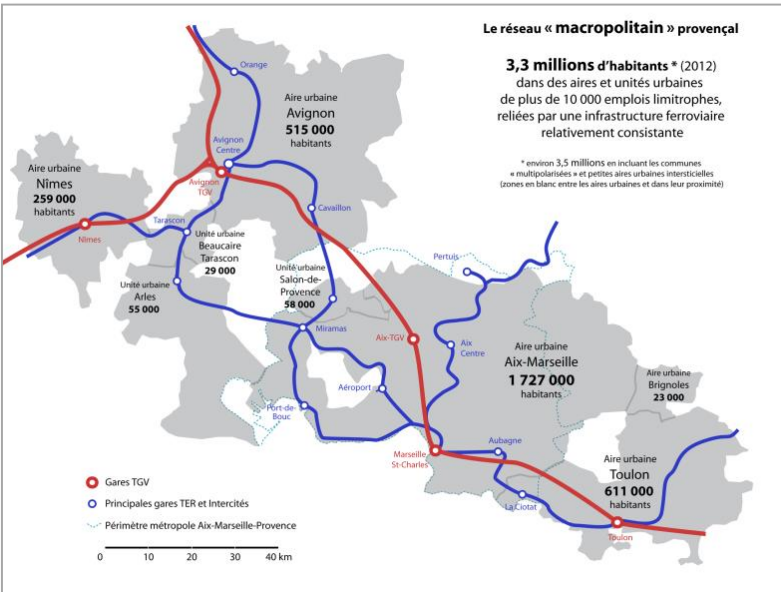 Le réseau « macropolitain » provençal
3,3 millions d'habitants * (2012)
dans des aires et unités urbaines
de plus de 10 000 emplois limitrophes,
reliées par une infrastructure ferroviaire
relativement consistante
* environ 3,5 millions en incluant les communes
« multipolarisées » et petites aires urbaines intersticielles
(zones en blanc entre les aires urbaines et dans leur proximité)
Orange
Aire urbaine
Avignon
515 000
habitants
Avignon
Centre
Avignon
TGV
Aire urbaine
Nîmes
259 000
habitants
Nîmes
Tarascon
Cavaillon
Unité urbaine
Beaucaire
Tarascon
29 000
Unité urbaine
Arles
55 000
Unité urbaine
Salon-de-
Provence
58 000
Pertuis
Miramas
Aix-TGV
Aix
Centre
Aire urbaine
Aix-Marseille
1 727 000
habitants
Aire urbaine
Brignoles
23 000
Aéroport
Port-de-
Bouc
Marseille
St-Charles
Aubagne
La Ciotat
Aire urbaine
Toulon
611 000
habitants
Toulon
Gares TGV
Principales gares TER et Intercités
Périmètre métropole Aix-Marseille-Provence
0 10 20 30 40 km